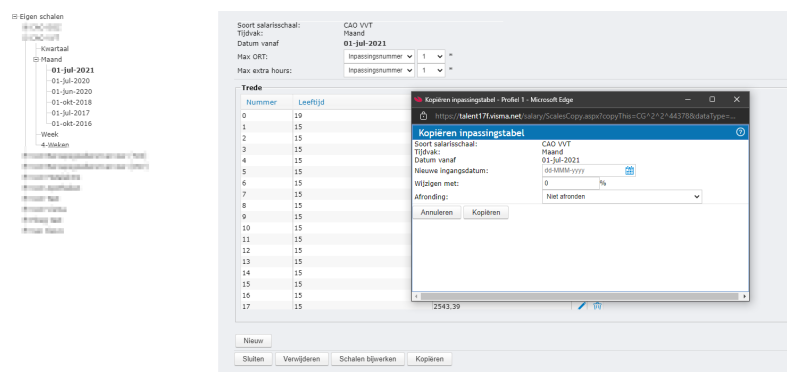 Eigen schalen
Kwartaal
Maand
01-jul-2021
01-jul-2020
01-jun-2020
01-okt-2018
01-jul-2017
01-okt-2016
Week
4-Weken
Soort salarisschaal: CAO VVT
Tijdvak: Maand
Datum vanaf 01-jul-2021
Max ORT: Inpassingsnummer 1 *
Max extra hours: Inpassingsnummer 1 *
Trede
Nummer Leeftijd
0 19
1 15
2 15
3 15
4 15
5 15
6 15
7 15
8 15
9 15
10 15
11 15
12 15
13 15
14 15
15 15
16 15
17 15 2543,39
Nieuw
Sluiten Verwijderen Schalen bijwerken Kopiëren
Kopiëren inpassingstabel - Profiel 1 - Microsoft Edge
https://talent17f.visma.net/salary/ScalesCopy.aspx?copyThis=CG^2^2^44378&dataType=...
Kopiëren inpassingstabel
Soort salarisschaal: CAO VVT
Tijdvak: Maand
Datum vanaf 01-jul-2021
Nieuwe ingangsdatum: dd-MMM-yyyy
Wijzigen met: 0 %
Afronding: Niet afronden
Annuleren Kopiëren